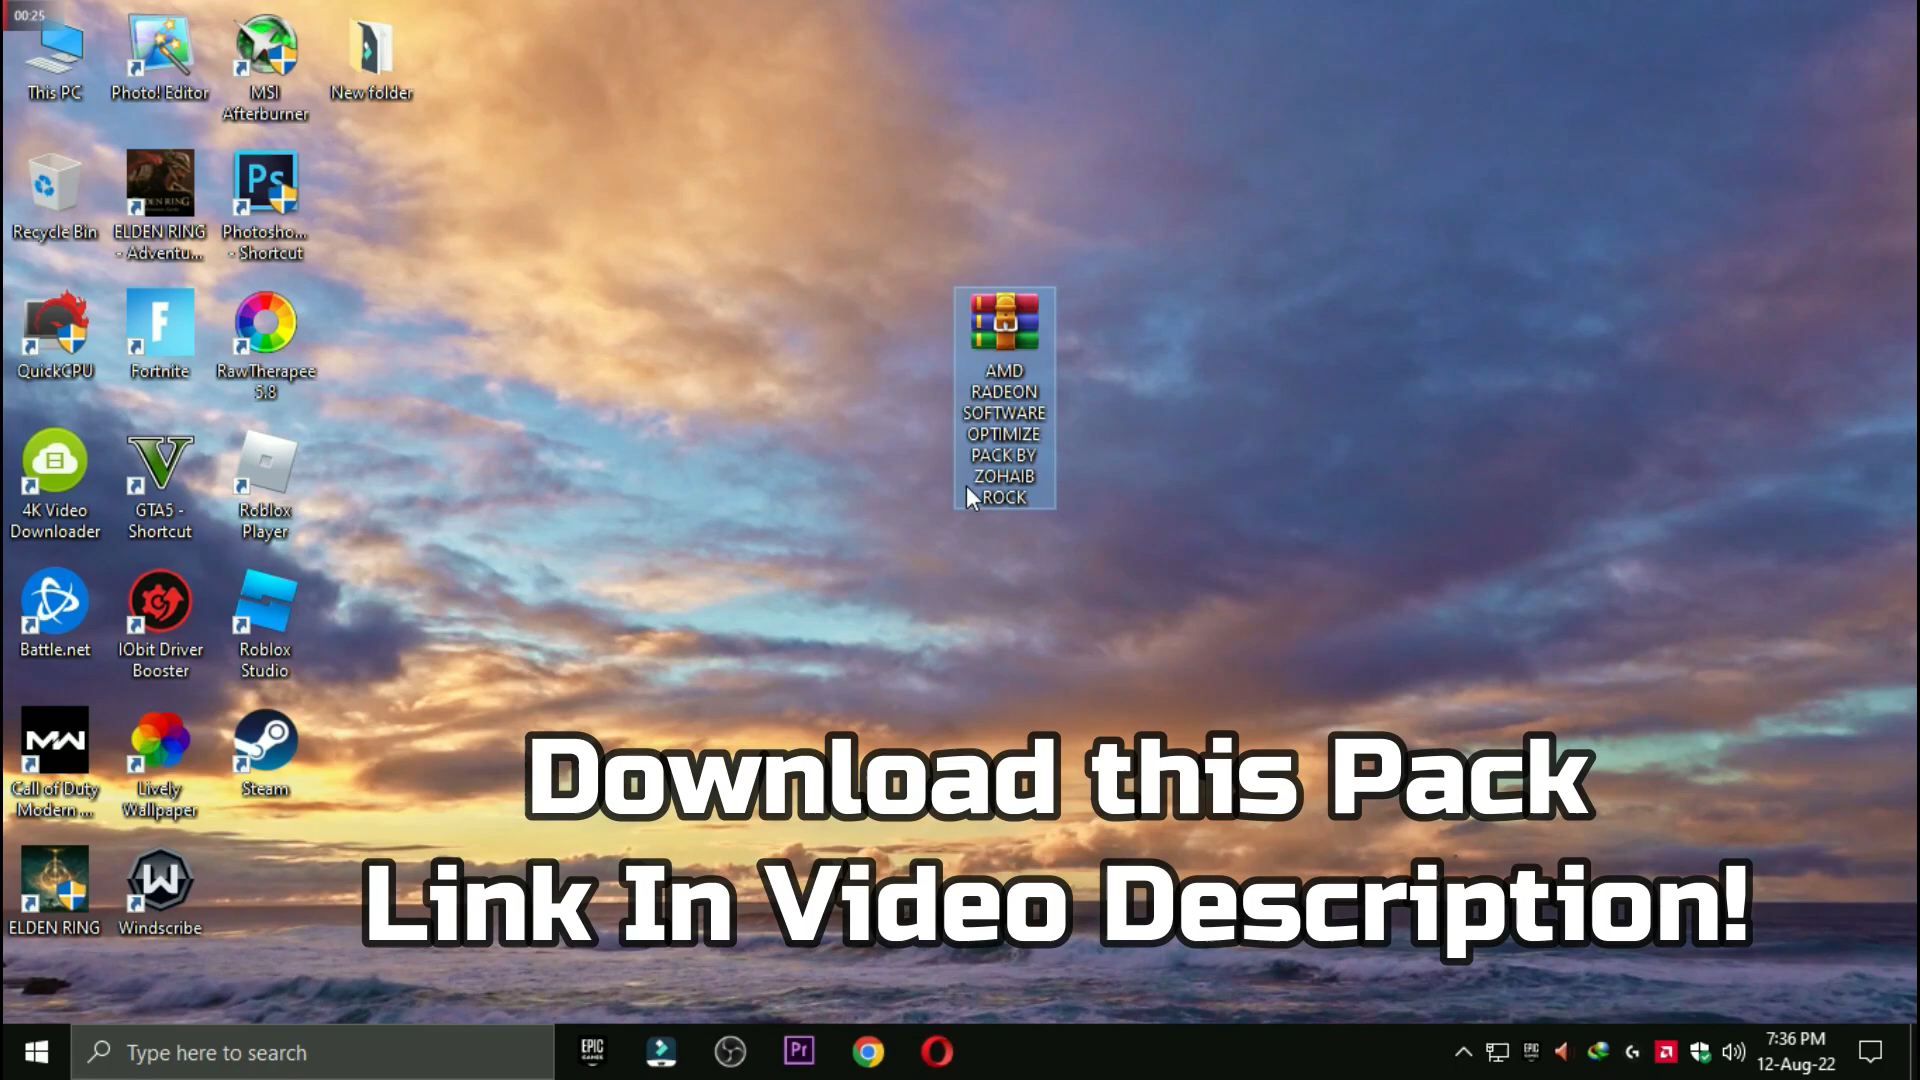 00:25
This PC
Photo! Editor
MSI
Afterburner
New folder
Recycle Bin
ELDEN RING
- Adventu...
Ps
Photosho...
- Shortcut
QuickCPU
F
Fortnite
RawTherapee
5.8
AMD
RADEON
SOFTWARE
OPTIMIZE
PACK BY
ZOHAIB
ROCK
4K Video
Downloader
V
GTA5 -
Shortcut
Roblox
Player
Battle.net
IObit Driver
Booster
Roblox
Studio
MW
Call of Duty
Modern ...
Lively
Wallpaper
Steam
ELDEN RING
W
Windscribe
Download this Pack
Link In Video Description!
Type here to search
EPIC
GAMES
Pr
EPIC
7:36 PM
12-Aug-22